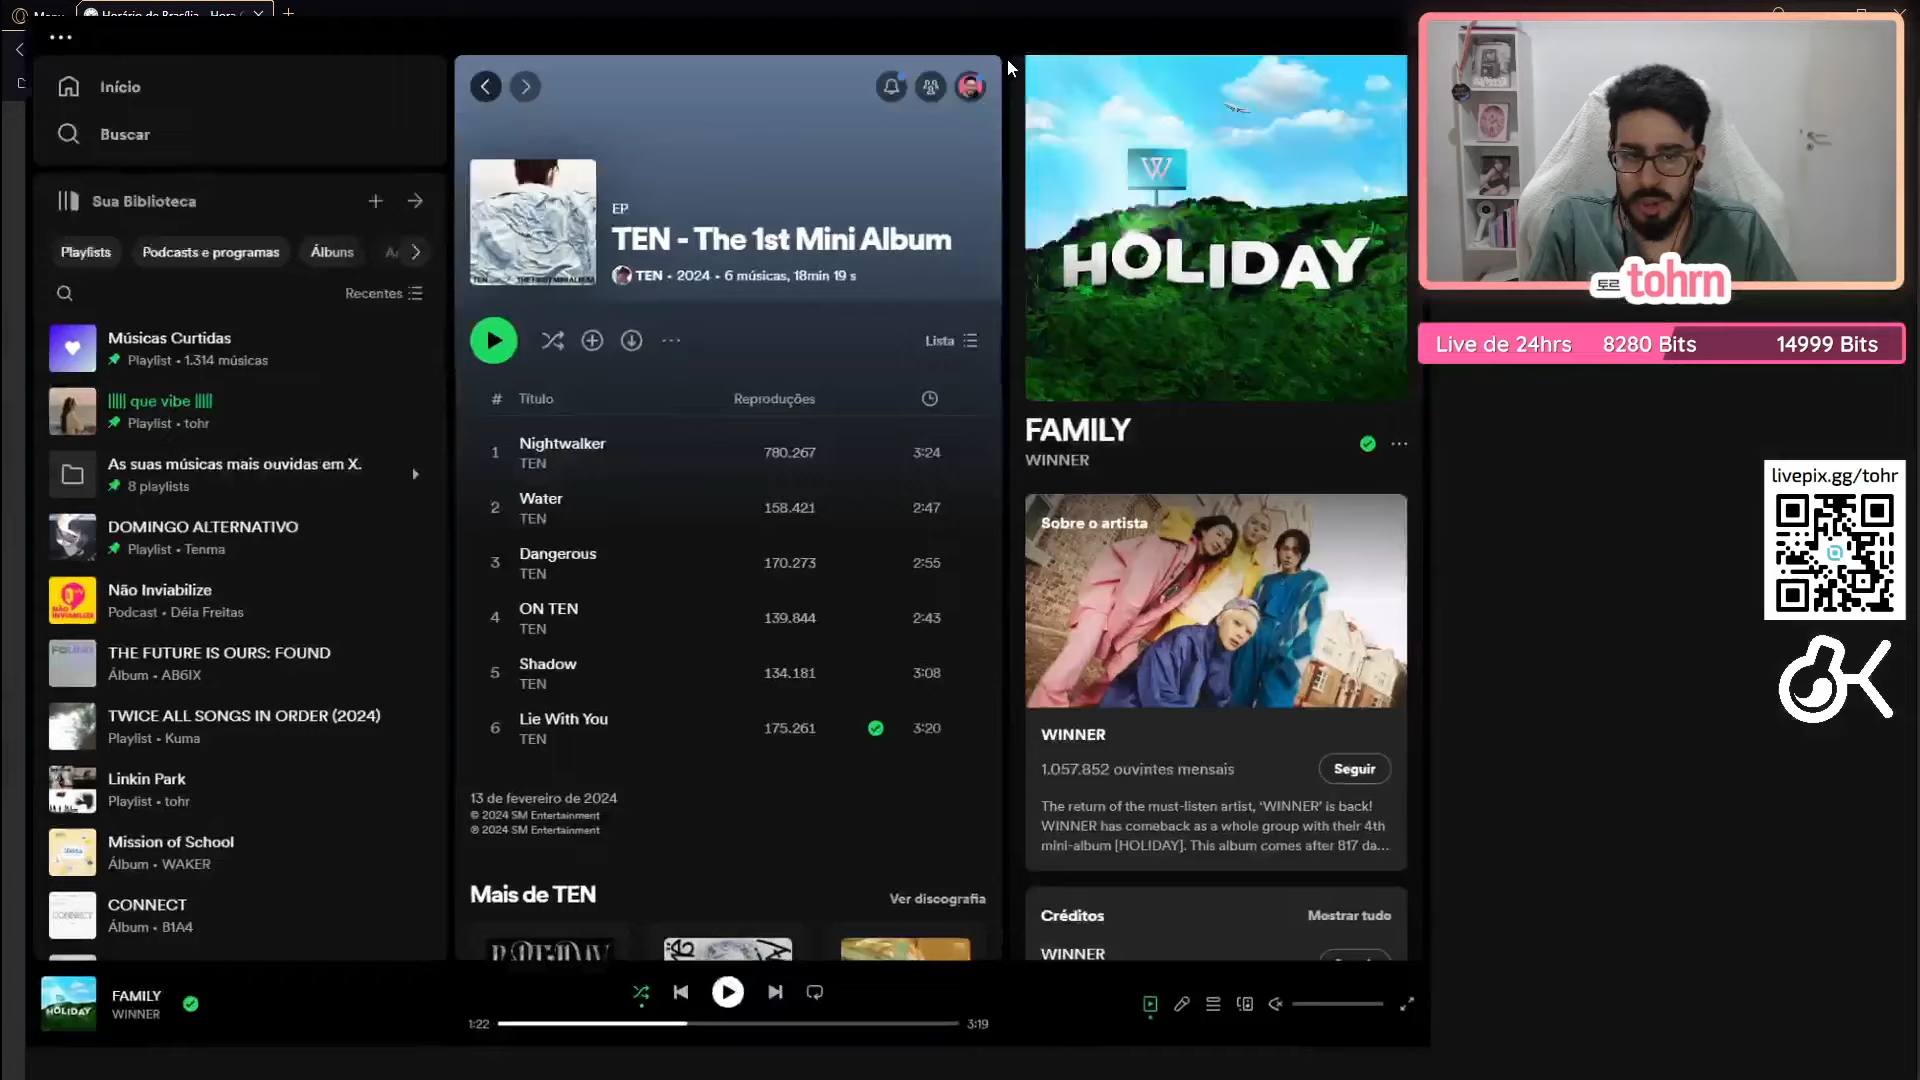 Início
Buscar
Sua Biblioteca
Playlists
Podcasts e programas
Álbuns
Recentes
Músicas Curtidas
Playlist • 1.314 músicas
||||| que vibe |||||
Playlist • tohr
As suas músicas mais ouvidas em X.
8 playlists
DOMINGO ALTERNATIVO
Playlist • Tenma
Não Inviabilize
Podcast • Déia Freitas
THE FUTURE IS OURS: FOUND
Álbum • AB6IX
TWICE ALL SONGS IN ORDER (2024)
Playlist • Kuma
Linkin Park
Playlist • tohr
Mission of School
Álbum • WAKER
CONNECT
Álbum • B1A4
EP
TEN - The 1st Mini Album
TEN • 2024 • 6 músicas, 18min 19 s
Lista
# Título Reproduções
1 Nightwalker 780.267 3:24
TEN
2 Water 158.421 2:47
TEN
3 Dangerous 170.273 2:55
TEN
4 ON TEN 139.844 2:43
TEN
5 Shadow 134.181 3:08
TEN
6 Lie With You 175.261 3:20
TEN
13 de fevereiro de 2024
© 2024 SM Entertainment
℗ 2024 SM Entertainment
Mais de TEN
Ver discografia
W
HOLIDAY
FAMILY
WINNER
Sobre o artista
WINNER
1.057.852 ouvintes mensais
Seguir
The return of the must-listen artist, ‘WINNER’ is back!
WINNER has comeback as a whole group with their 4th
mini-album [HOLIDAY]. This album comes after 817 da...
Créditos
Mostrar tudo
WINNER
HOLIDAY
FAMILY
WINNER
1:22
3:19
토르 tohrn
Live de 24hrs 8280 Bits 14999 Bits
livepix.gg/tohr
OK